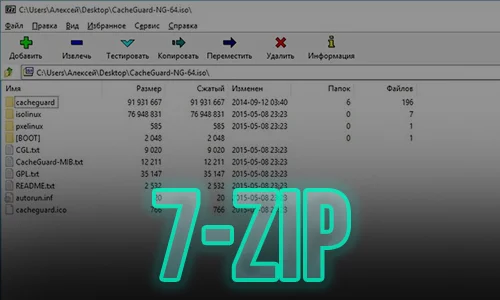 C:\Users\Алексей\Desktop\CacheGuard-NG-64.iso\
Файл Правка Вид Избранное Сервис Справка
Добавить Извлечь Тестировать Копировать Переместить Удалить Информация
C:\Users\Алексей\Desktop\CacheGuard-NG-64.iso\
Имя Размер Сжатый Изменен Папок Файлов
cacheguard 91 931 667 91 931 667 2014-09-12 03:40 6 196
isolinux 76 948 831 76 948 831 2015-05-08 23:23 0 7
pxelinux 585 585 2015-05-08 23:23 0 1
[BOOT] 2 048 2 048 0 1
CGL.txt 9 020 9 020 2015-05-08 23:23
CacheGuard-MIB.txt 12 211 12 211 2015-05-08 23:23
GPL.txt 35 147 35 147 2015-05-08 23:23
README.txt 2 532 2 532 2015-05-08 23:23
autorun.inf 20 2015-05-08 23:23
cacheguard.ico 766 766 2015-05-08 23:23
7-ZIP